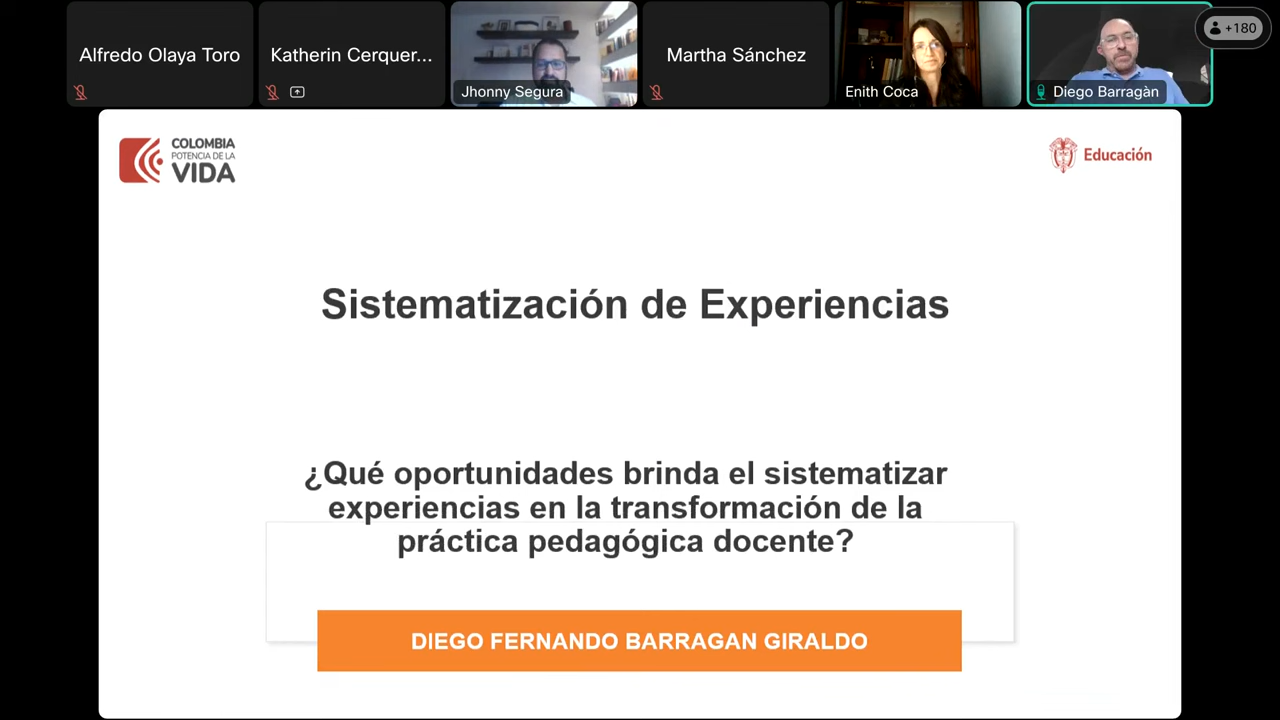 Alfredo Olaya Toro
Katherin Cerquer...
Jhonny Segura
Martha Sánchez
Enith Coca
Diego Barragàn
+180
COLOMBIA
POTENCIA DE LA
VIDA
Educación
Sistematización de Experiencias
¿Qué oportunidades brinda el sistematizar
experiencias en la transformación de la
práctica pedagógica docente?
DIEGO FERNANDO BARRAGAN GIRALDO